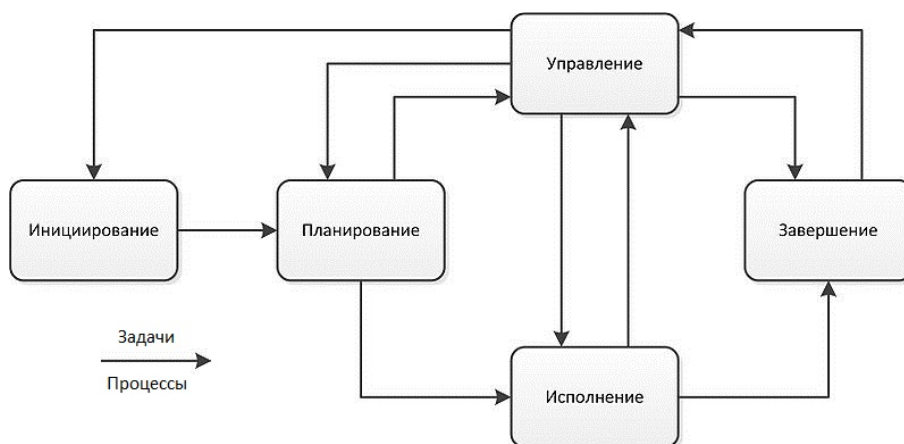 Управление
Инициирование
Планирование
Завершение
Задачи
Процессы
Исполнение